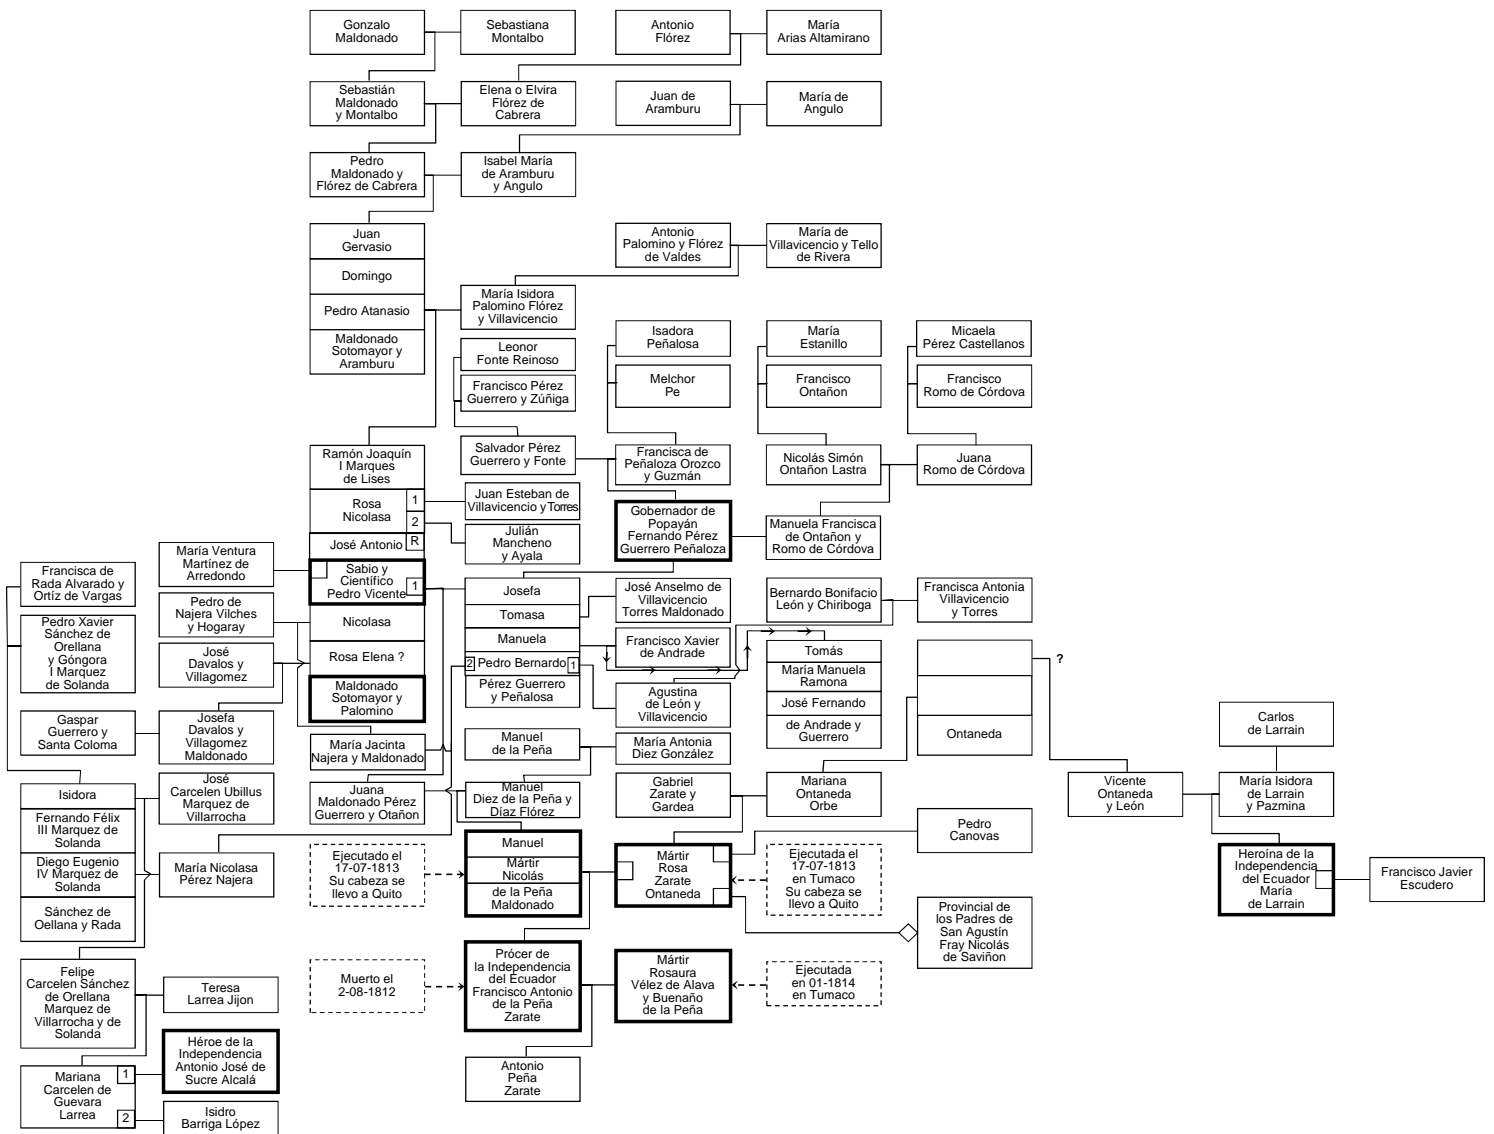 Gonzalo
Maldonado
Sebastiana
Montalbo
Antonio
Flórez
María
Arias Altamirano
Sebastián
Maldonado
y Montalbo
Elena o Elvira
Flórez de
Cabrera
Juan de
Aramburu
María de
Angulo
Pedro
Maldonado y
Flórez de Cabrera
Isabel María
de Aramburu
y Angulo
Juan
Gervasio
Domingo
Pedro Atanasio
Maldonado
Sotomayor y
Aramburu
Antonio
Palomino y Flórez
de Valdes
María de
Villavicencio y Tello
de Rivera
María Isidora
Palomino Flórez
y Villavicencio
Leonor
Fonte Reinoso
Francisco Pérez
Guerrero y Zúñiga
Isadora
Peñalosa
Melchor
Pe
María
Estanillo
Francisco
Ontañon
Micaela
Pérez Castellanos
Francisco
Romo de Córdova
Ramón Joaquín
I Marques
de Lises
Rosa
Nicolasa
1
2
José Antonio
R
Sabio y
Científico
Pedro Vicente
1
Nicolasa
Rosa Elena ?
Maldonado
Sotomayor y
Palomino
Salvador Pérez
Guerrero y Fonte
Francisca de
Peñaloza Orozco
y Guzmán
Nicolás Simón
Ontañon Lastra
Juana
Romo de Córdova
Juan Esteban de
Villavicencio y Torres
Julián
Mancheno
y Ayala
Gobernador de
Popayán
Fernando Pérez
Guerrero Peñaloza
Manuela Francisca
de Ontañon y
Romo de Córdova
María Ventura
Martínez de
Arredondo
Francisca de
Rada Alvarado y
Ortíz de Vargas
Pedro Xavier
Sánchez de
Orellana
y Góngora
I Marquez
de Solanda
Pedro de
Najera Vilches
y Hogaray
José
Davalos y
Villagomez
Josefa
Tomasa
Manuela
2
Pedro Bernardo
1
Pérez Guerrero
y Peñalosa
José Anselmo de
Villavicencio
Torres Maldonado
Francisco Xavier
de Andrade
Agustina
de León y
Villavicencio
Bernardo Bonifacio
León y Chiriboga
Francisca Antonia
Villavicencio
y Torres
Tomás
María Manuela
Ramona
José Fernando
de Andrade y
Guerrero
?
Ontaneda
Gaspar
Guerrero y
Santa Coloma
Josefa
Davalos y
Villagomez
Maldonado
María Jacinta
Najera y Maldonado
Manuel
de la Peña
María Antonia
Diez González
Carlos
de Larrain
Isidora
Fernando Félix
III Marquez de
Solanda
Diego Eugenio
IV Marquez de
Solanda
Sánchez de
Oellana y Rada
José
Carcelen Ubillus
Marquez de
Villarrocha
María Nicolasa
Pérez Najera
Juana
Maldonado Pérez
Guerrero y Otañon
Manuel
Diez de la Peña y
Díaz Flórez
Gabriel
Zarate y
Gardea
Mariana
Ontaneda
Orbe
Vicente
Ontaneda
y León
María Isidora
de Larrain
y Pazmina
Pedro
Canovas
Ejecutado el
17-07-1813
Su cabeza se
llevo a Quito
Manuel
Mártir
Nicolás
de la Peña
Maldonado
Mártir
Rosa
Zarate
Ontaneda
Ejecutada el
17-07-1813
en Tumaco
Su cabeza se
llevo a Quito
Heroína de la
Independencia
del Ecuador
María
de Larrain
Francisco Javier
Escudero
Provincial de
los Padres de
San Agustín
Fray Nicolás
de Saviñon
Felipe
Carcelen Sánchez
de Orellana
Marquez de
Villarrocha y de
Solanda
Teresa
Larrea Jijon
Muerto el
2-08-1812
Prócer de
la Independencia
del Ecuador
Francisco Antonio
de la Peña
Zarate
Mártir
Rosaura
Vélez de Alava
y Buenaño
de la Peña
Ejecutada
en 01-1814
en Tumaco
Héroe de la
Independencia
Antonio José de
Sucre Alcalá
Mariana
Carcelen de
Guevara
Larrea
1
2
Isidro
Barriga López
Antonio
Peña
Zarate